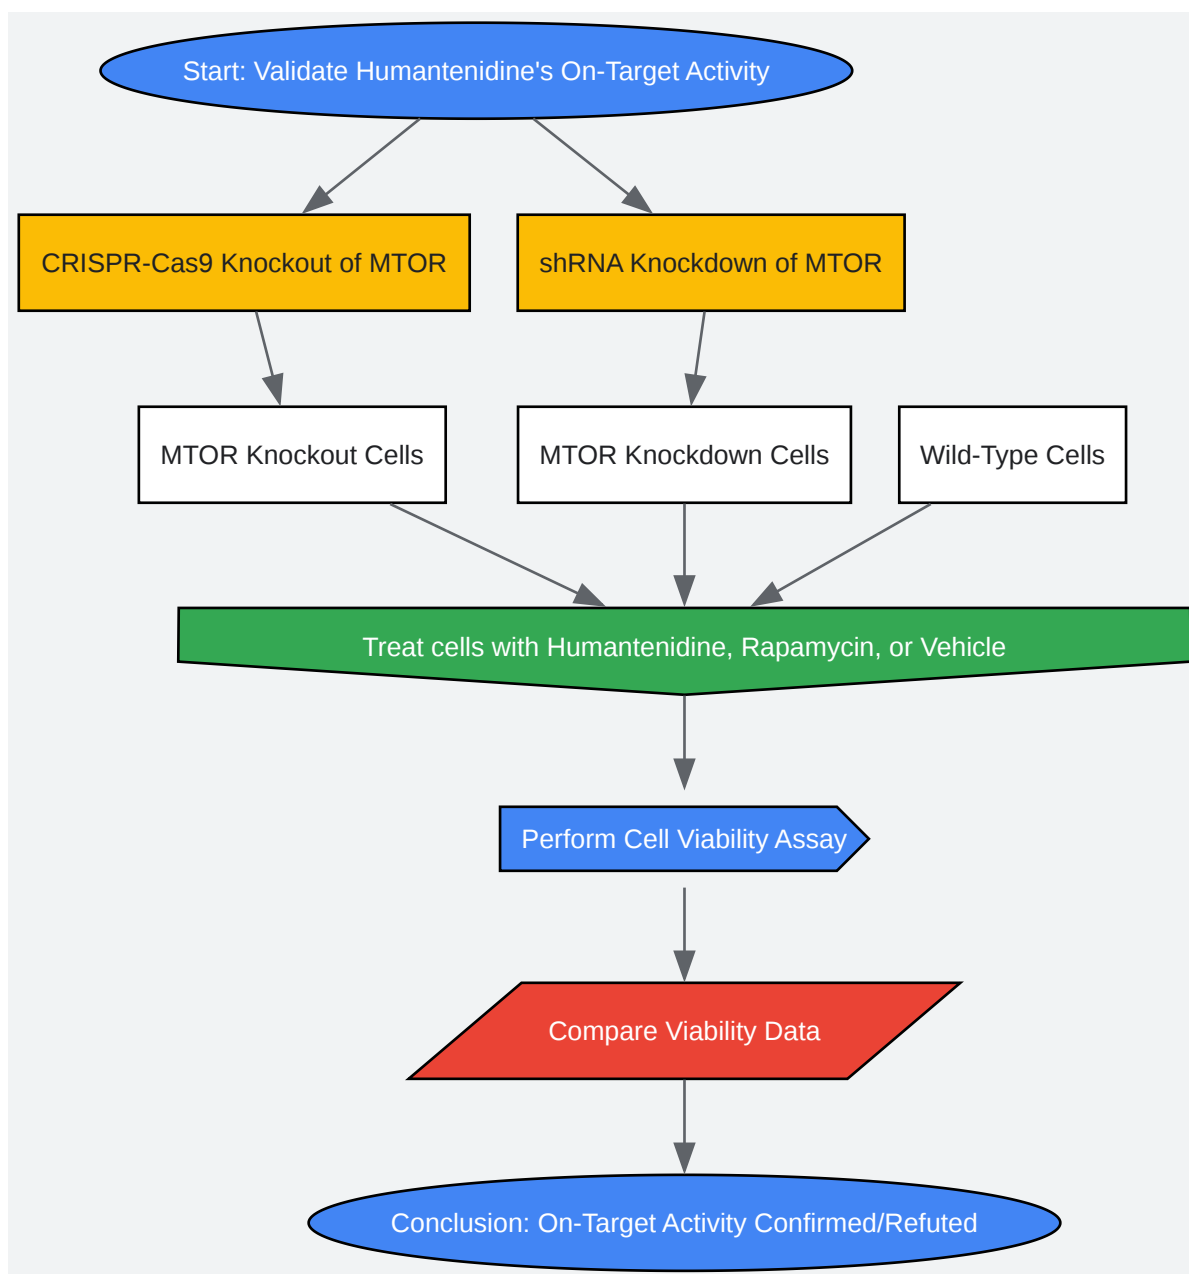 Start: Validate Humantenidine's On-Target Activity
CRISPR-Cas9 Knockout of MTOR
shRNA Knockdown of MTOR
MTOR Knockout Cells
MTOR Knockdown Cells
Wild-Type Cells
Treat cells with Humantenidine, Rapamycin, or Vehicle
Perform Cell Viability Assay
Compare Viability Data
Conclusion: On-Target Activity Confirmed/Refuted